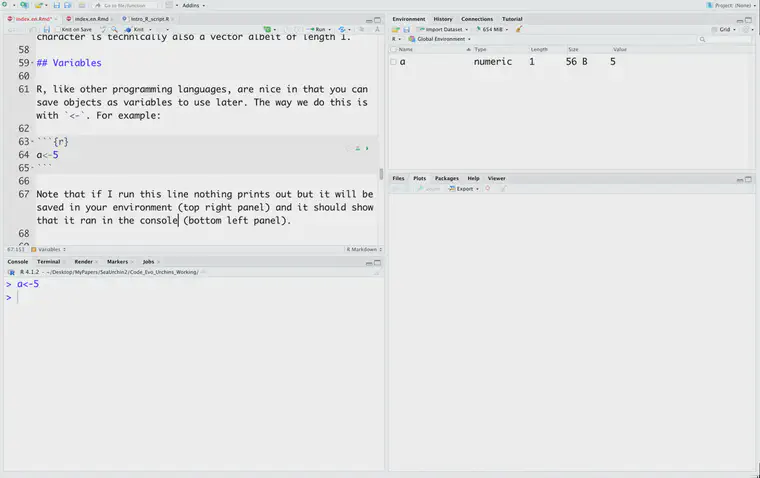 Go to file/function
Addins
Project: (None)
index.en.Rmd*
index.en.Rmd
Intro_R_script.R
Knit on Save
Knit
Run
character is technically also a vector albeit of length 1.
58
59 ## Variables
60
61 R, like other programming languages, are nice in that you can
save objects as variables to use later. The way we do this is
with `<-`. For example:
62
63 ```{r}
64 a<-5
65 ```
66
67 Note that if I run this line nothing prints out but it will be
saved in your environment (top right panel) and it should show
that it ran in the console (bottom left panel).
68
67:153 Variables R Markdown
Console Terminal Render Markers Jobs
R 4.1.2 · ~/Desktop/MyPapers/SeaUrchin2/Code_Evo_Urchins_Working/
> a<-5
>
Environment History Connections Tutorial
Import Dataset 654 MiB Grid
R Global Environment
Name Type Length Size Value
a numeric 1 56 B 5
Files Plots Packages Help Viewer
Zoom Export